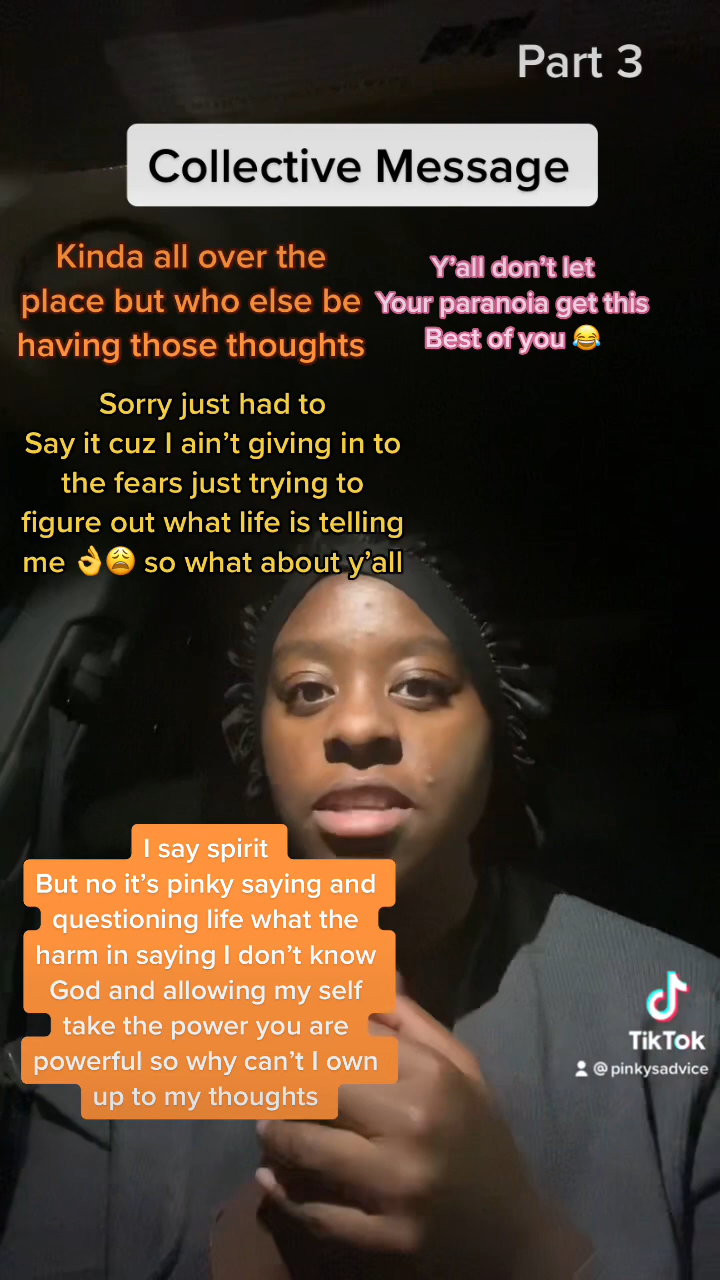 Part 3
Collective Message
Kinda all over the
place but who else be
having those thoughts
Y'all don't let
Your paranoia get this
Best of you 😂
Sorry just had to
Say it cuz I ain't giving in to
the fears just trying to
figure out what life is telling
me 👌😩 so what about y'all
I say spirit
But no it's pinky saying and
questioning life what the
harm in saying I don't know
God and allowing my self
take the power you are
powerful so why can't I own
up to my thoughts
TikTok
@pinkysadvice